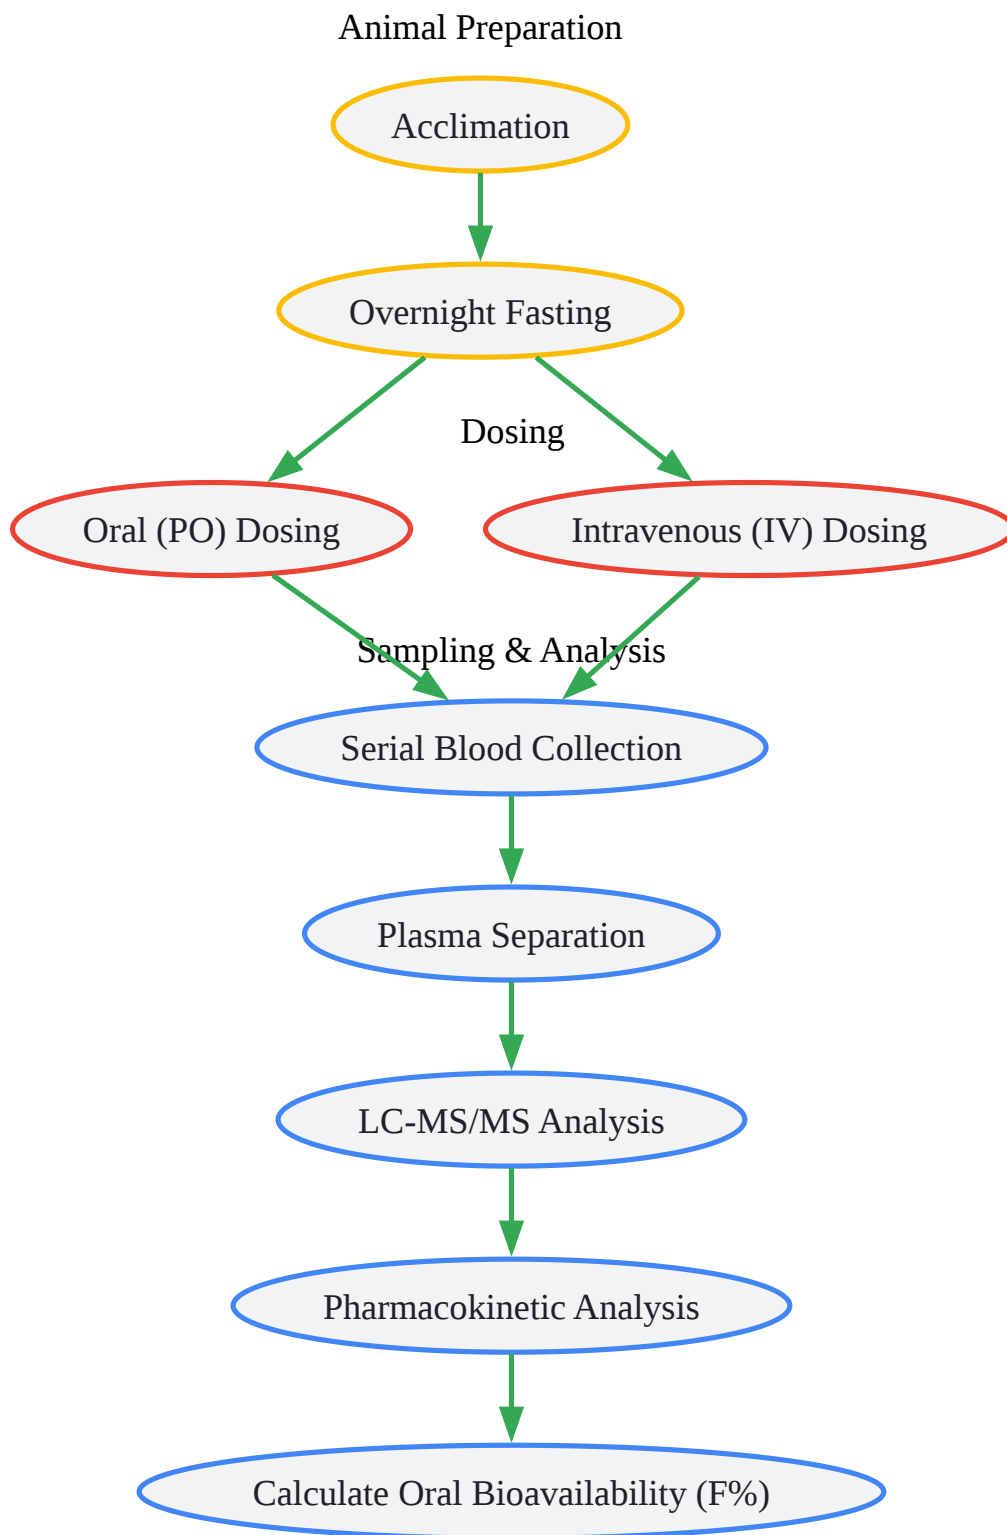 Animal Preparation
Acclimation
Overnight Fasting
Dosing
Oral (PO) Dosing
Intravenous (IV) Dosing
Sampling & Analysis
Serial Blood Collection
Plasma Separation
LC-MS/MS Analysis
Pharmacokinetic Analysis
Calculate Oral Bioavailability (F%)